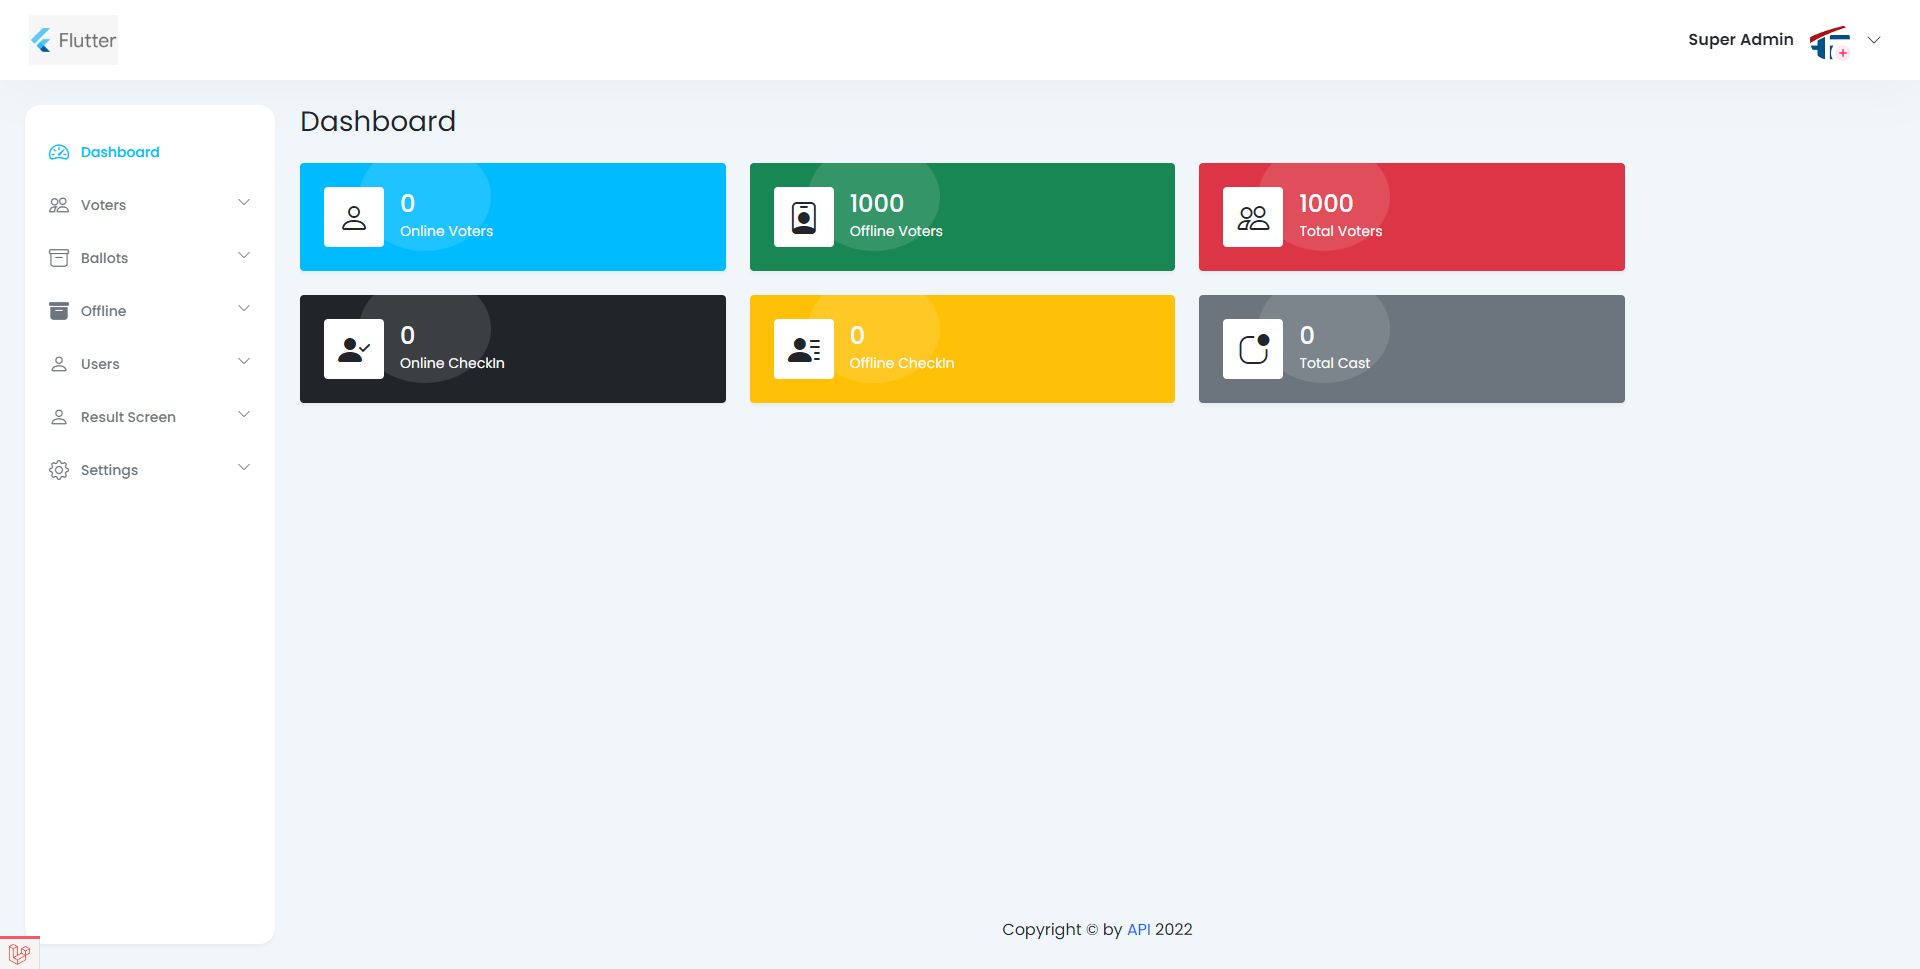 Flutter
Super Admin
Dashboard
Voters
Ballots
Offline
Users
Result Screen
Settings
Dashboard
0
Online Voters
1000
Offline Voters
1000
Total Voters
0
Online CheckIn
0
Offline CheckIn
0
Total Cast
Copyright © by API 2022